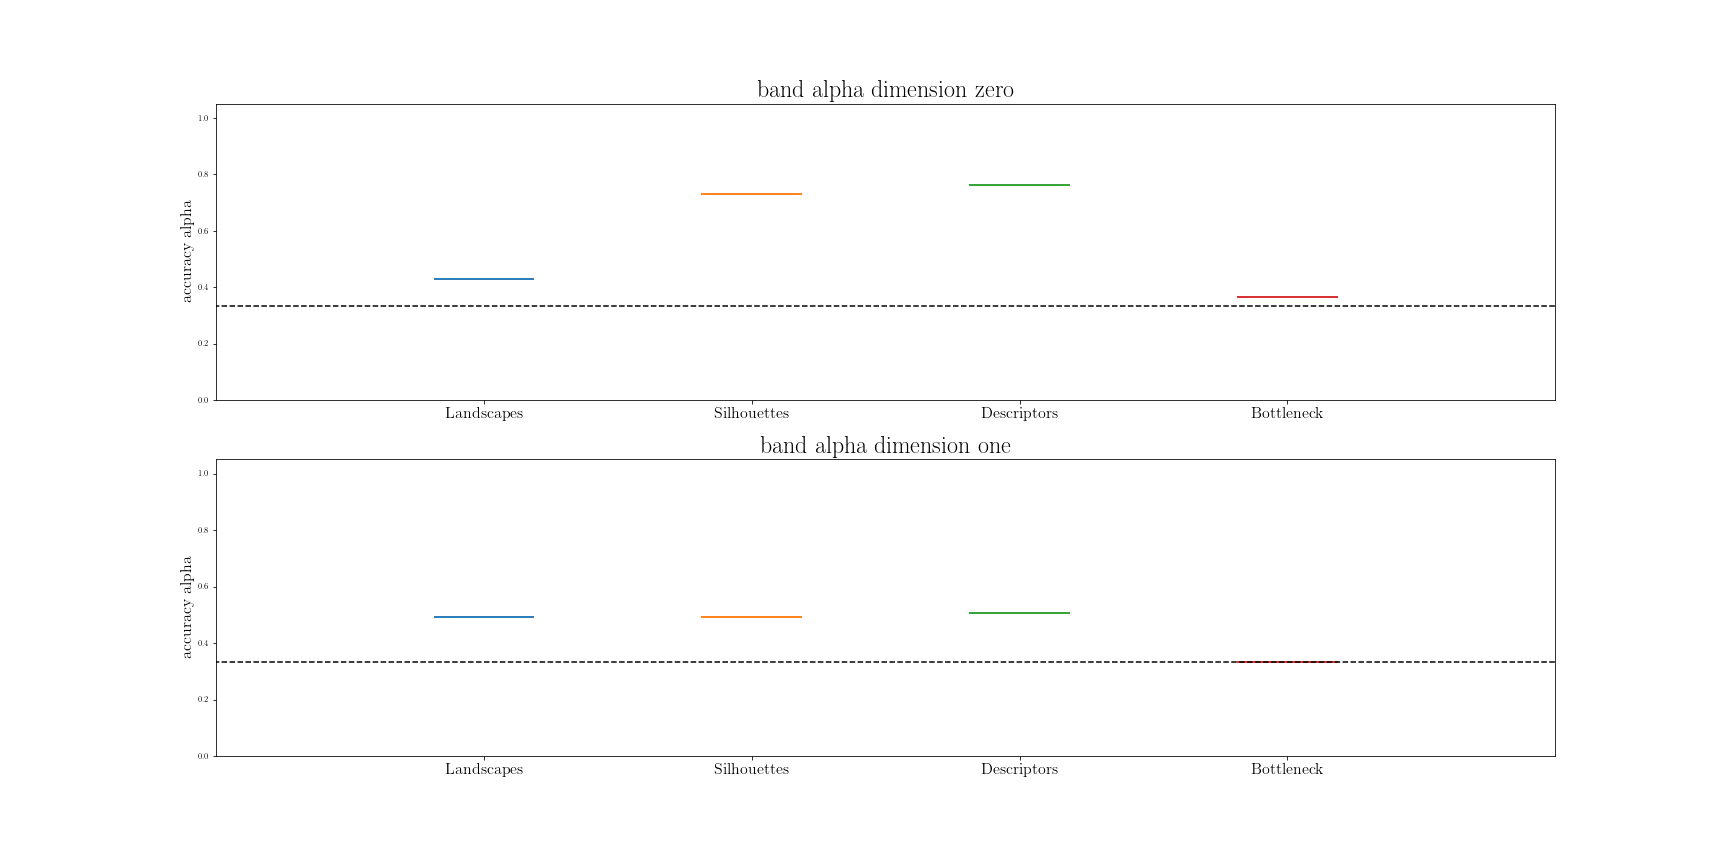 band alpha dimension zero
1.0
0.8
0.6
0.4
0.2
0.0
accuracy alpha
Landscapes Silhouettes Descriptors Bottleneck
band alpha dimension one
1.0
0.8
0.6
0.4
0.2
0.0
accuracy alpha
Landscapes Silhouettes Descriptors Bottleneck